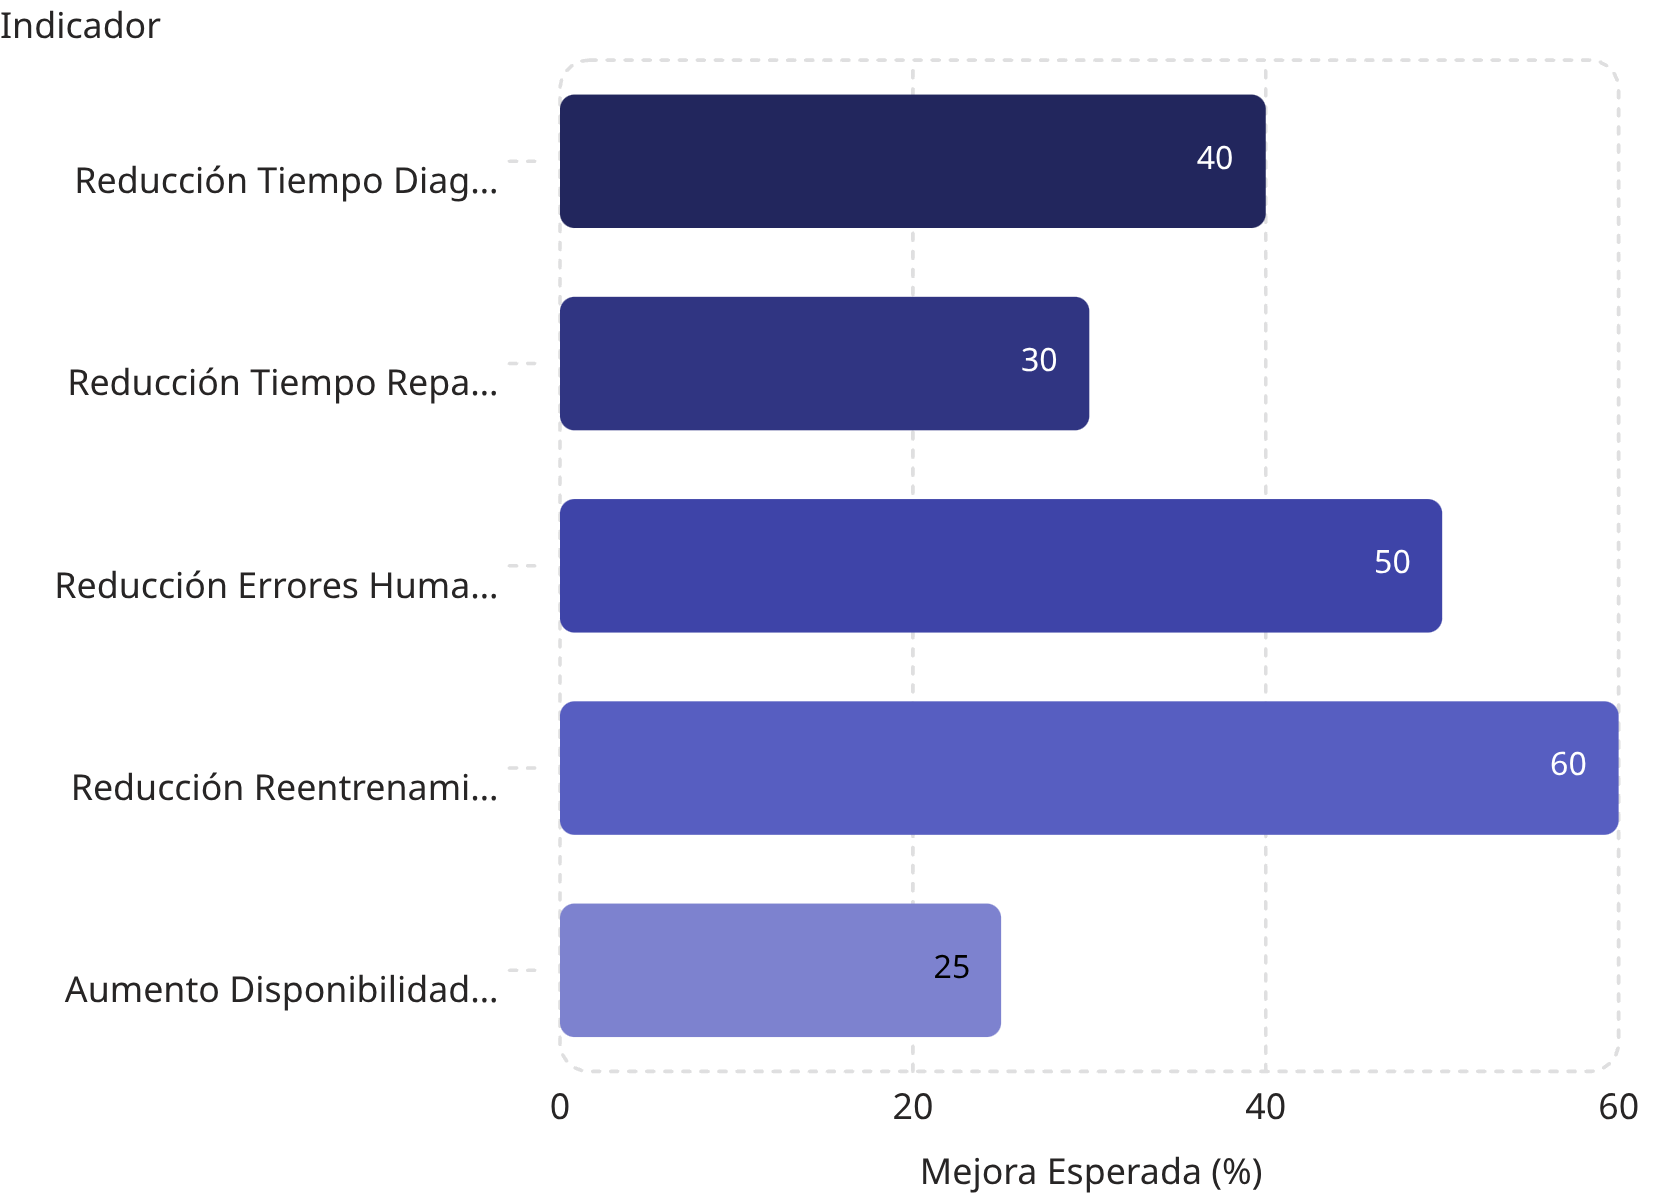 Indicador
Reducción Tiempo Diag...
40
Reducción Tiempo Repa...
30
Reducción Errores Huma...
50
Reducción Reentrenami...
60
Aumento Disponibilidad...
25
0 20 40 60
Mejora Esperada (%)